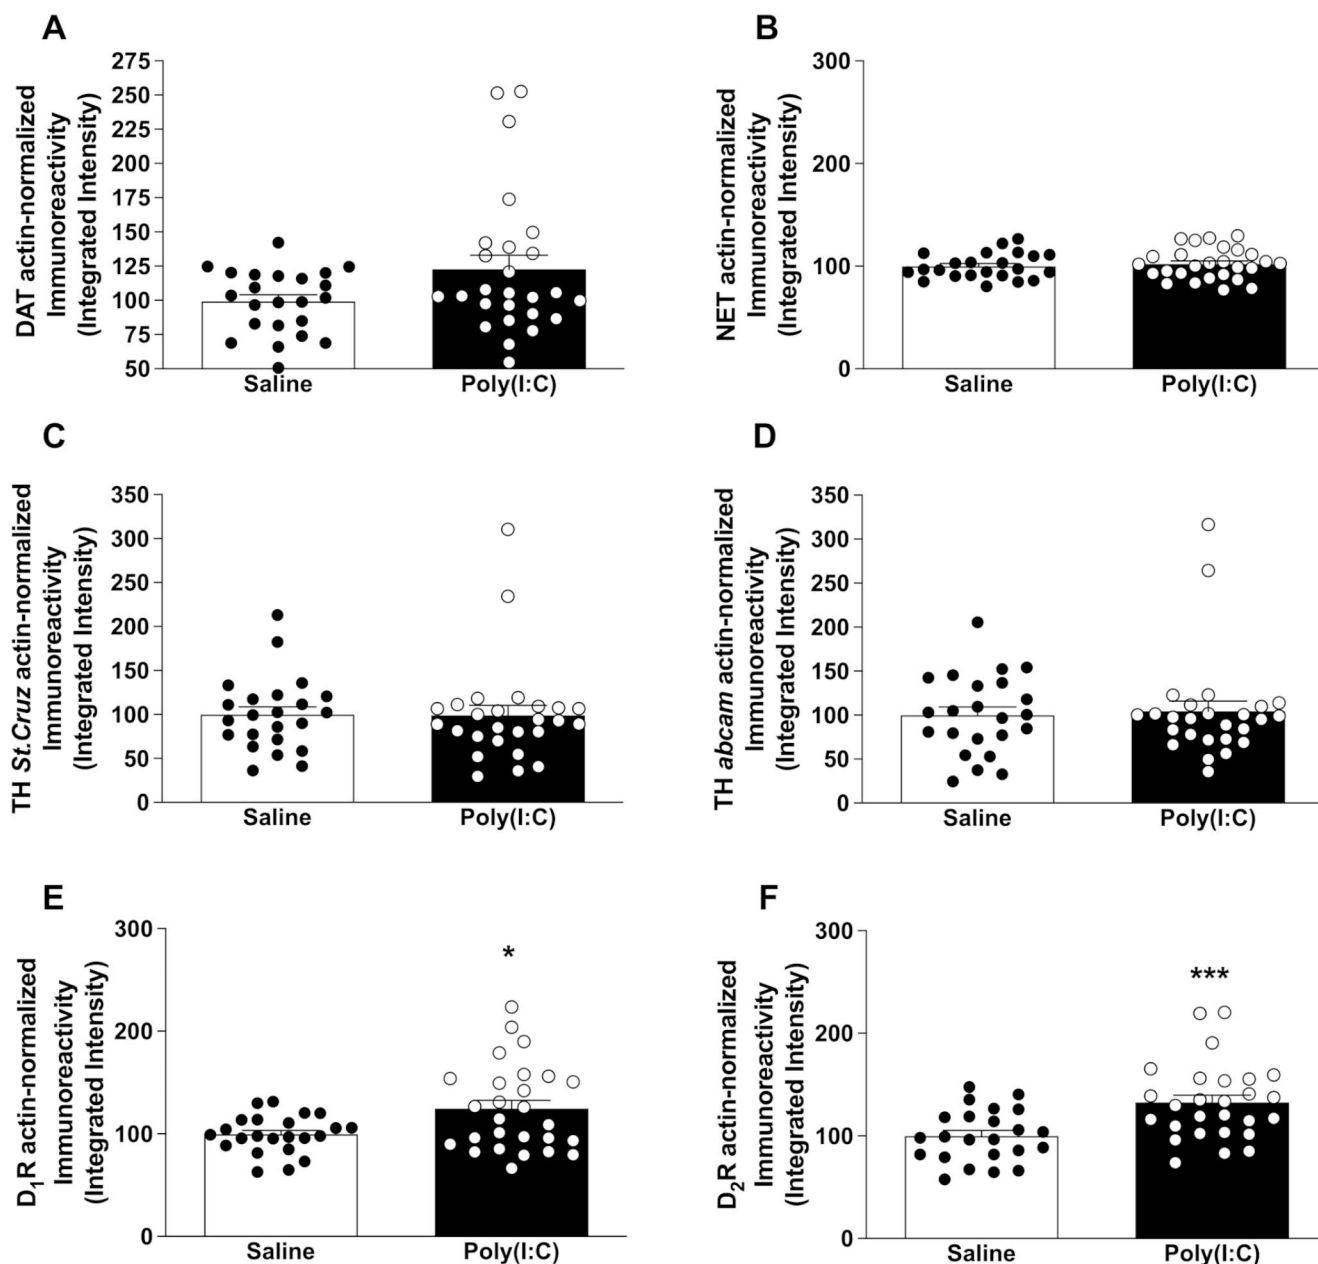 A
DAT actin-normalized
Immunoreactivity
(Integrated Intensity)
275
250
225
200
175
150
125
100
75
50
Saline
Poly(I:C)
B
NET actin-normalized
Immunoreactivity
(Integrated Intensity)
300
200
100
0
Saline
Poly(I:C)
C
TH St.Cruz actin-normalized
Immunoreactivity
(Integrated Intensity)
350
300
250
200
150
100
50
0
Saline
Poly(I:C)
D
TH abcam actin-normalized
Immunoreactivity
(Integrated Intensity)
350
300
250
200
150
100
50
0
Saline
Poly(I:C)
E
D₁R actin-normalized
Immunoreactivity
(Integrated Intensity)
300
200
100
0
*
Saline
Poly(I:C)
F
D₂R actin-normalized
Immunoreactivity
(Integrated Intensity)
300
200
100
0
***
Saline
Poly(I:C)